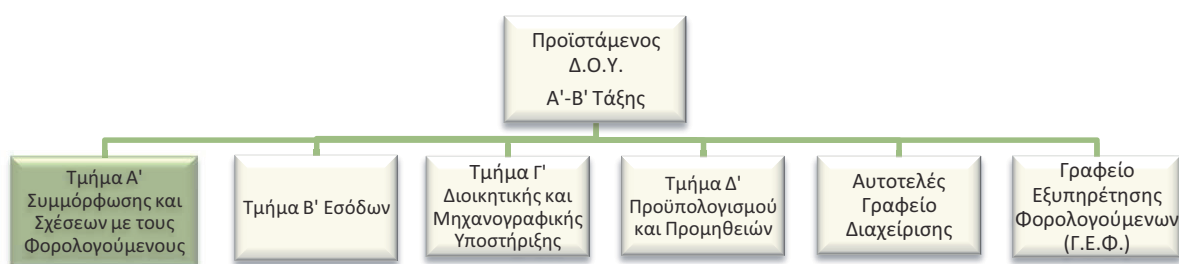 Προϊστάμενος
Δ.Ο.Υ.
Α'-Β' Τάξης
Τμήμα Α'
Συμμόρφωσης και
Σχέσεων με τους
Φορολογούμενους
Τμήμα Β' Εσόδων
Τμήμα Γ'
Διοικητικής και
Μηχανογραφικής
Υποστήριξης
Τμήμα Δ'
Προϋπολογισμού
και Προμηθειών
Αυτοτελές
Γραφείο
Διαχείρισης
Γραφείο
Εξυπηρέτησης
Φορολογούμενων
(Γ.Ε.Φ.)